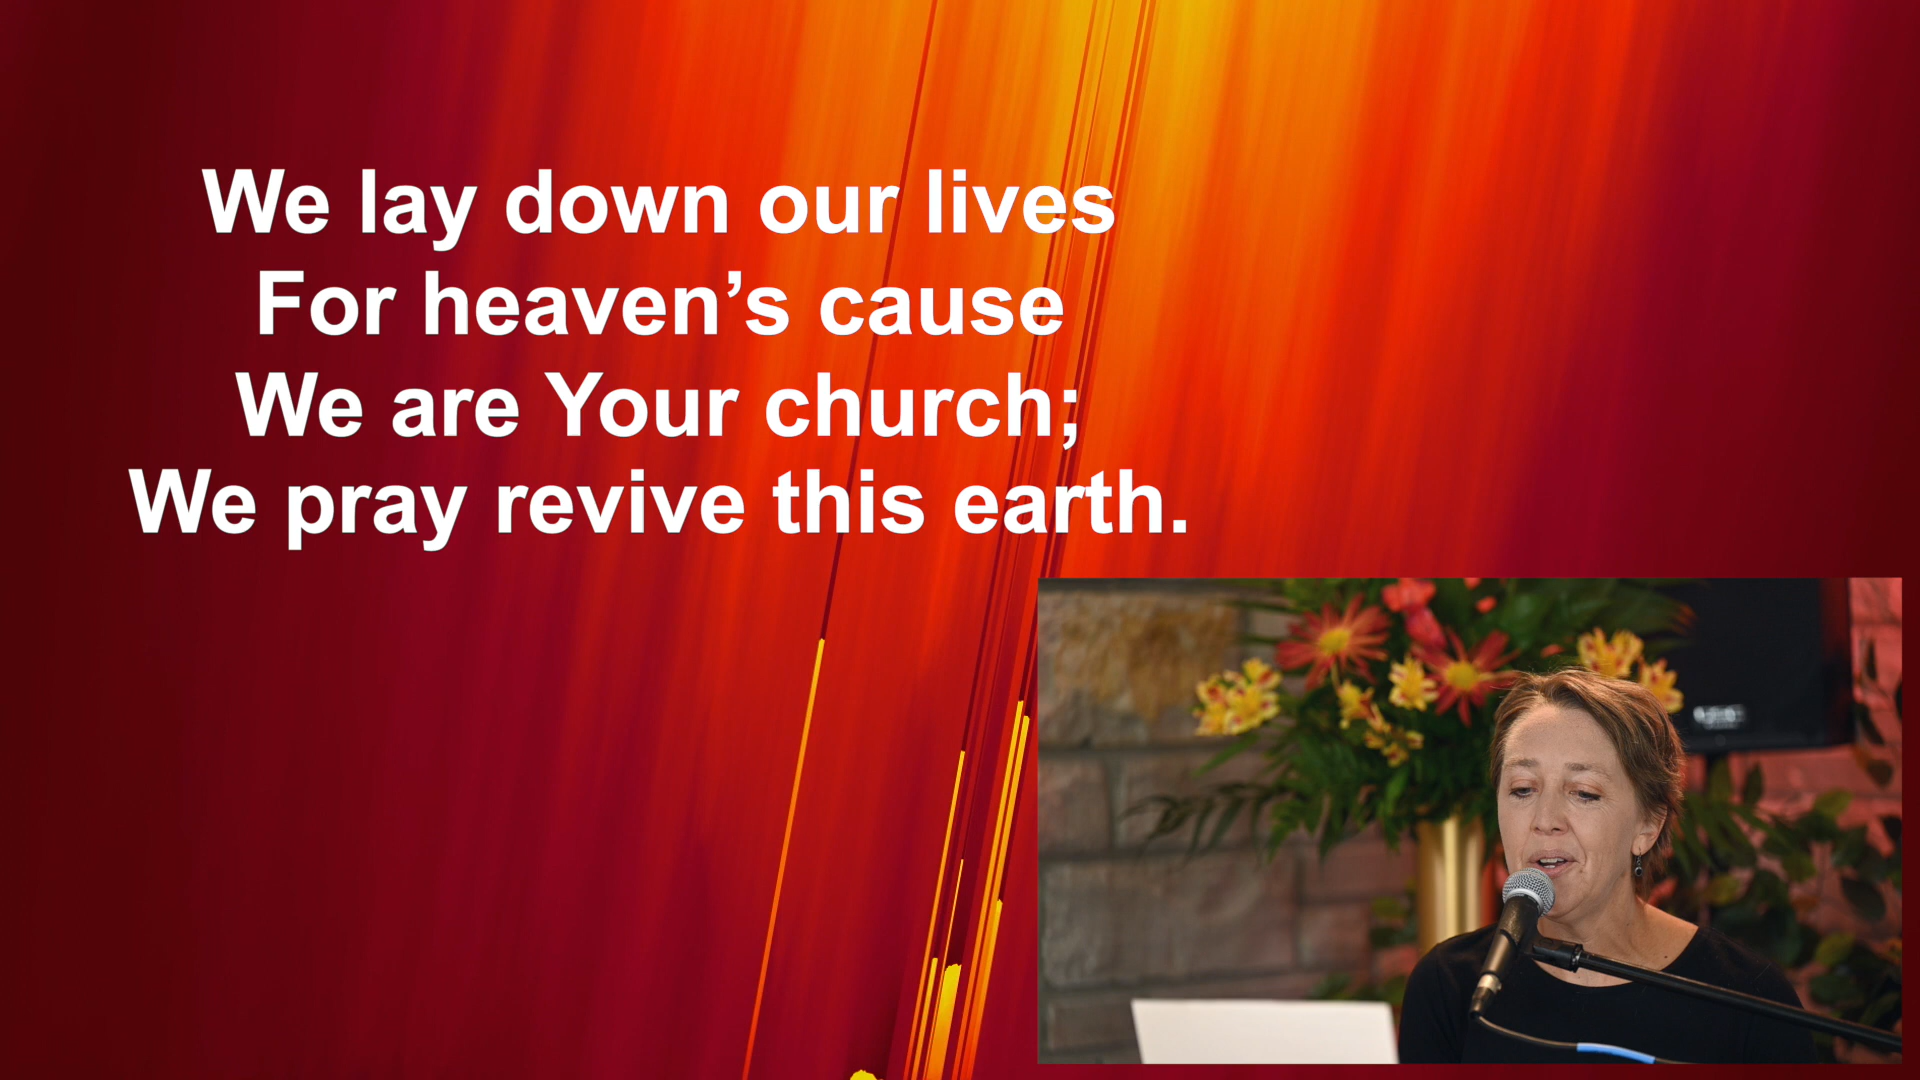 We lay down our lives
For heaven’s cause
We are Your church;
We pray revive this earth.